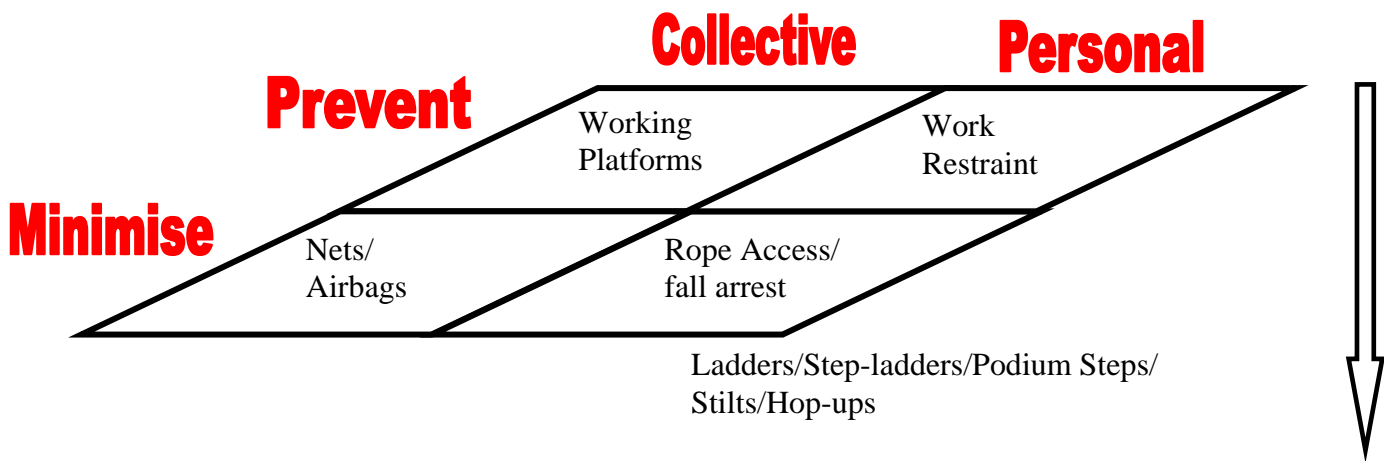 Collective Personal
Prevent
Working Work
Platforms Restraint
Minimise
Nets/ Rope Access/
Airbags fall arrest
Ladders/Step-ladders/Podium Steps/
Stilts/Hop-ups